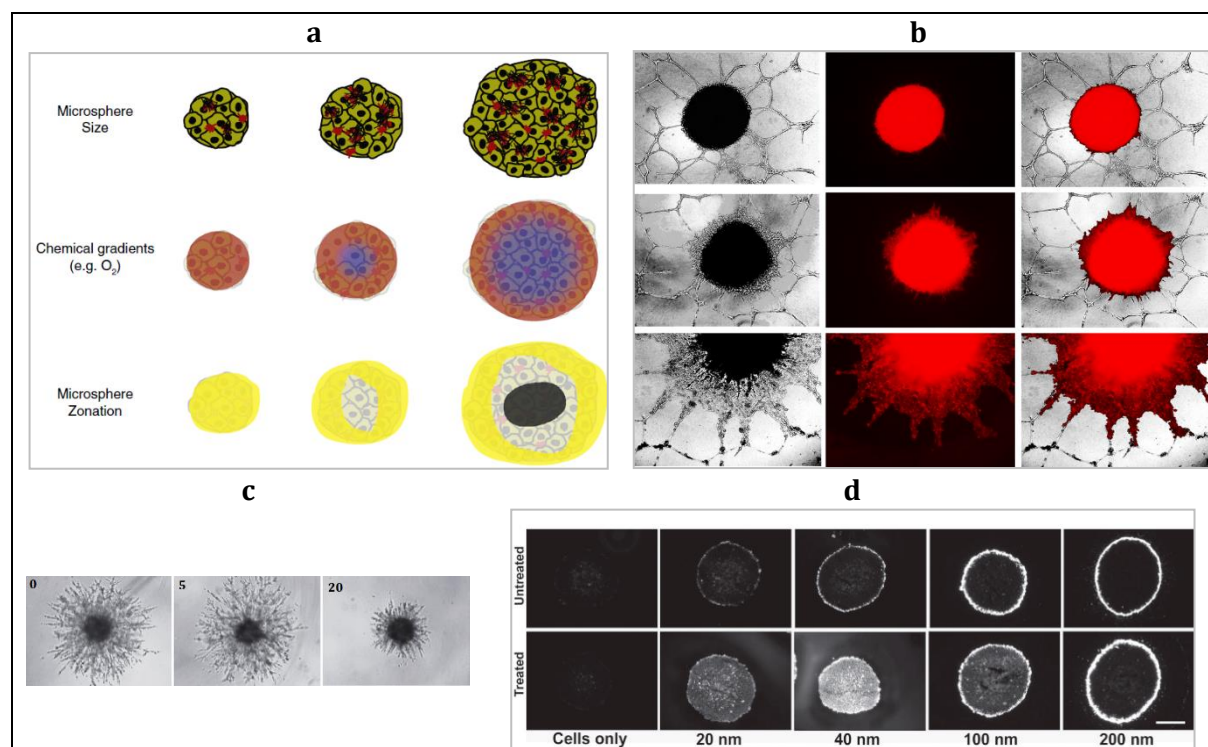 a
b
Microsphere
Size
Chemical gradients
(e.g. O₂)
Microsphere
Zonation
c
d
0
5
20
Untreated
Treated
Cells only
20 nm
40 nm
100 nm
200 nm